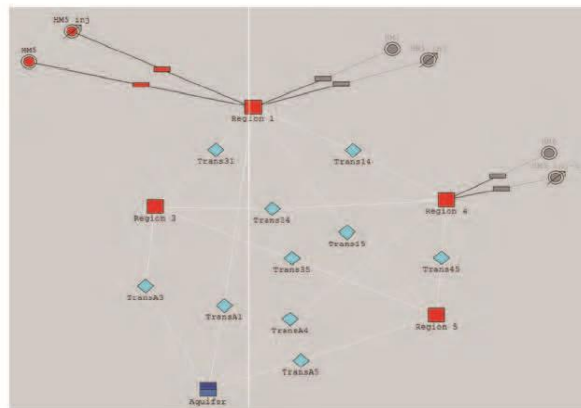 HM5 inj
HM5
Region 1
Trans31
Trans14
Region 3
Trans34
Region 4
Trans15
Trans35
Trans45
TransA3
TransA1
TransA4
Region 5
TransA5
Aquifer